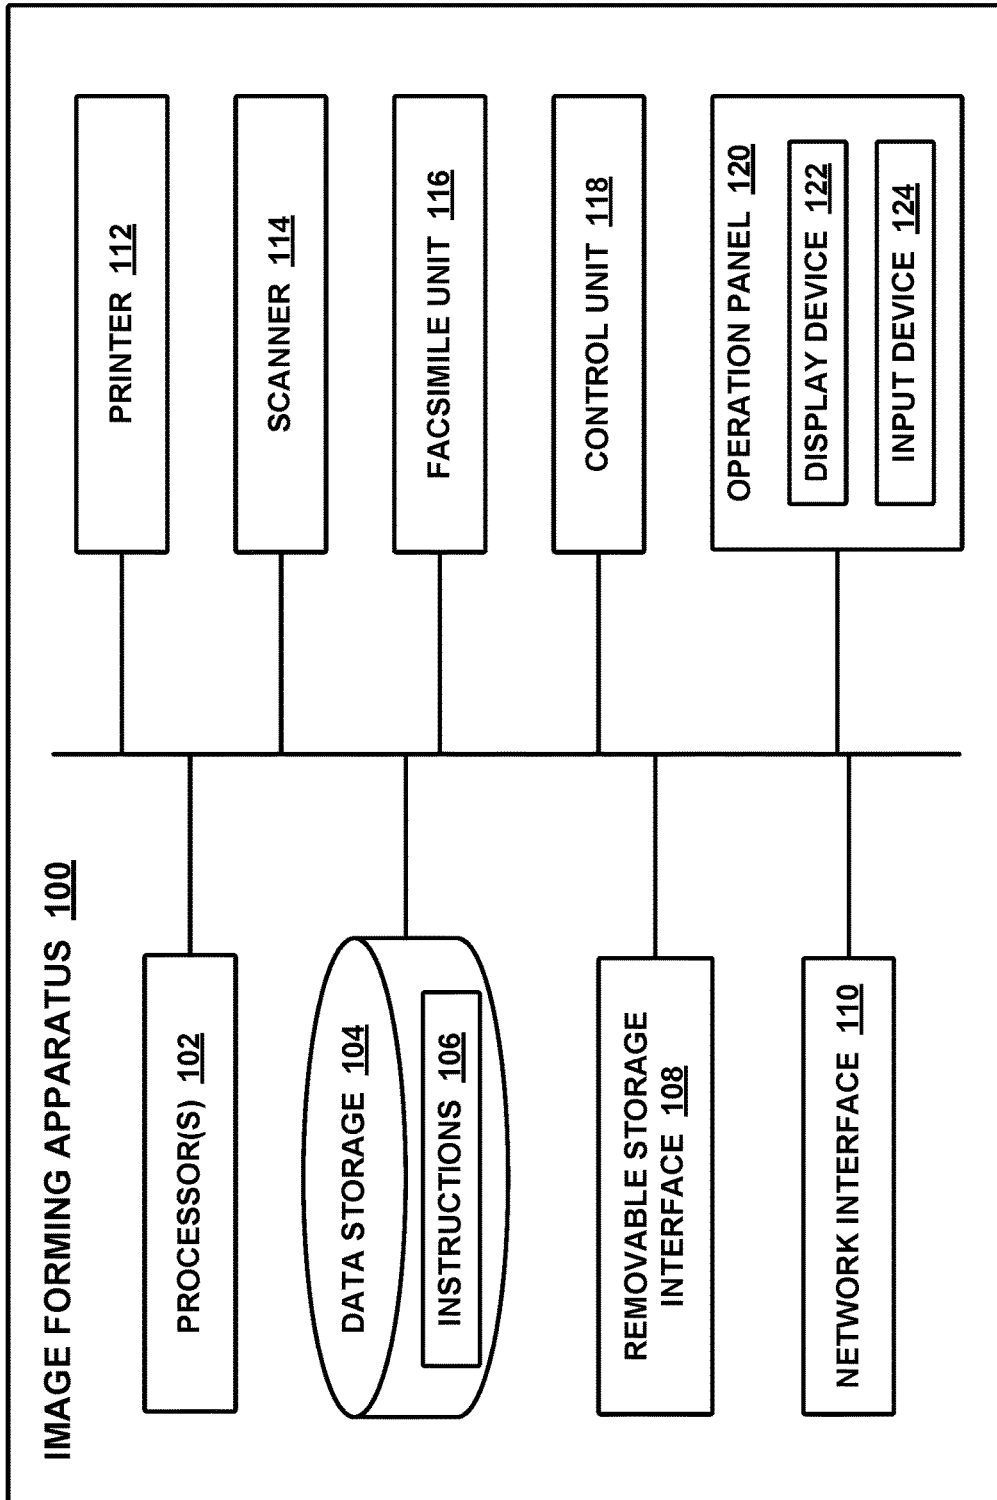 IMAGE FORMING APPARATUS 100
PROCESSOR(S) 102
DATA STORAGE 104
INSTRUCTIONS 106
REMOVABLE STORAGE
INTERFACE 108
NETWORK INTERFACE 110
PRINTER 112
SCANNER 114
FACSIMILE UNIT 116
CONTROL UNIT 118
OPERATION PANEL 120
DISPLAY DEVICE 122
INPUT DEVICE 124